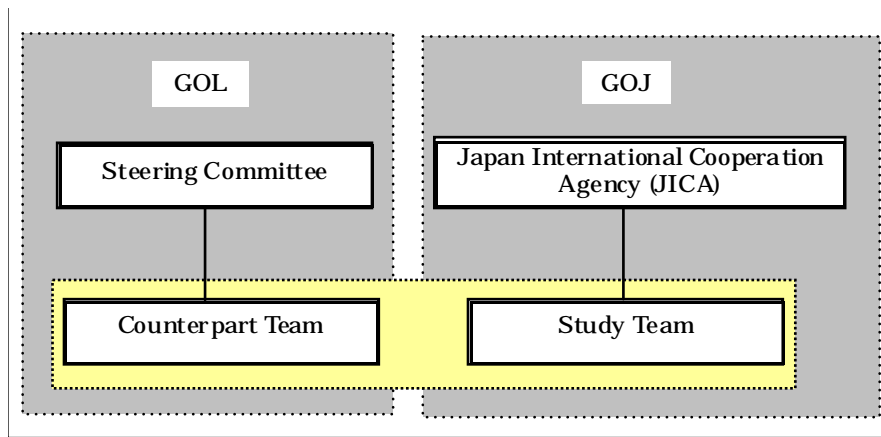 GOL
GOJ
Steering Committee
Japan International Cooperation
Agency (JICA)
Counterpart Team
Study Team